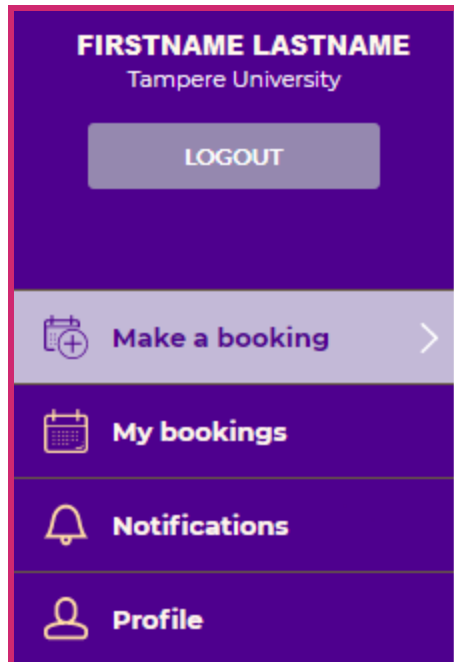 FIRSTNAME LASTNAME
Tampere University
LOGOUT
Make a booking
My bookings
Notifications
Profile